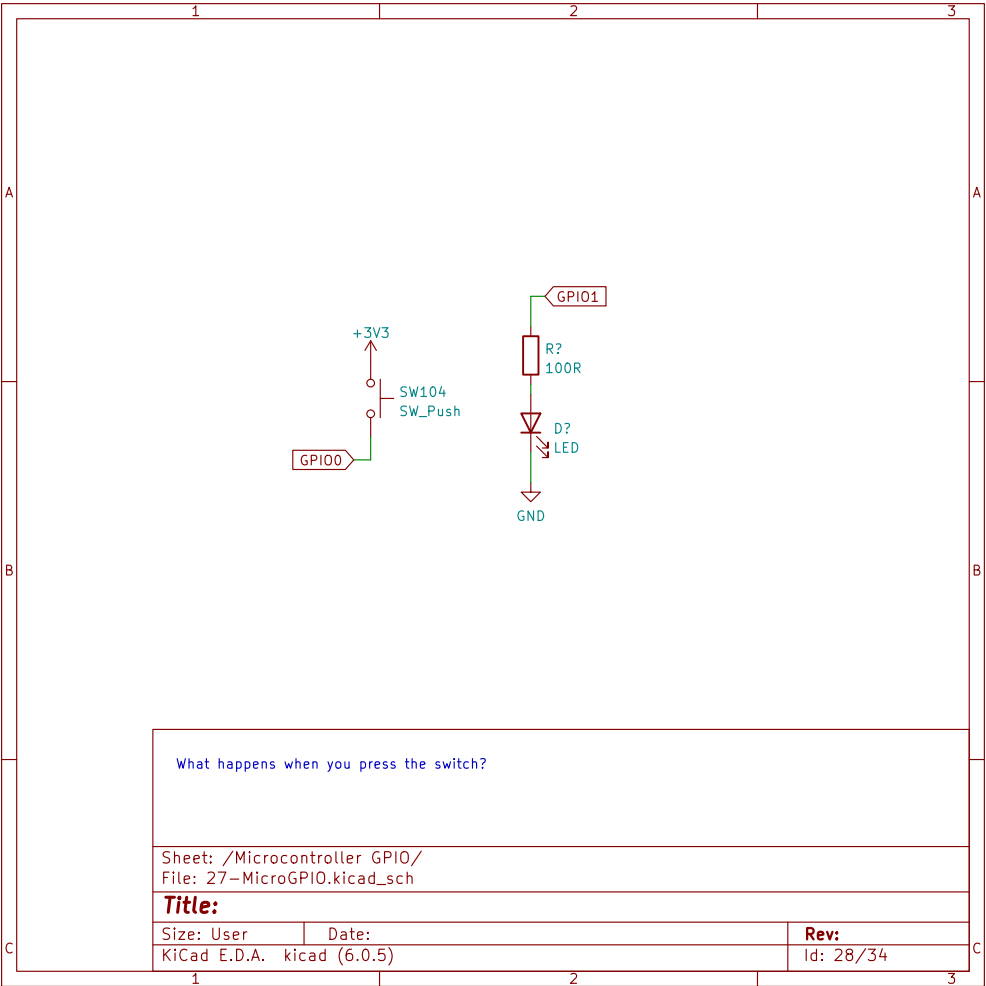 1 2 3
A A
GPIO1
+3V3
R?
100R
SW104
SW_Push
D?
LED
GPIO0
GND
B B
What happens when you press the switch?
Sheet: /Microcontroller GPIO/
File: 27-MicroGPIO.kicad_sch
Title:
Size: User Date: Rev:
KiCad E.D.A. kicad (6.0.5) Id: 28/34
C C
1 2 3